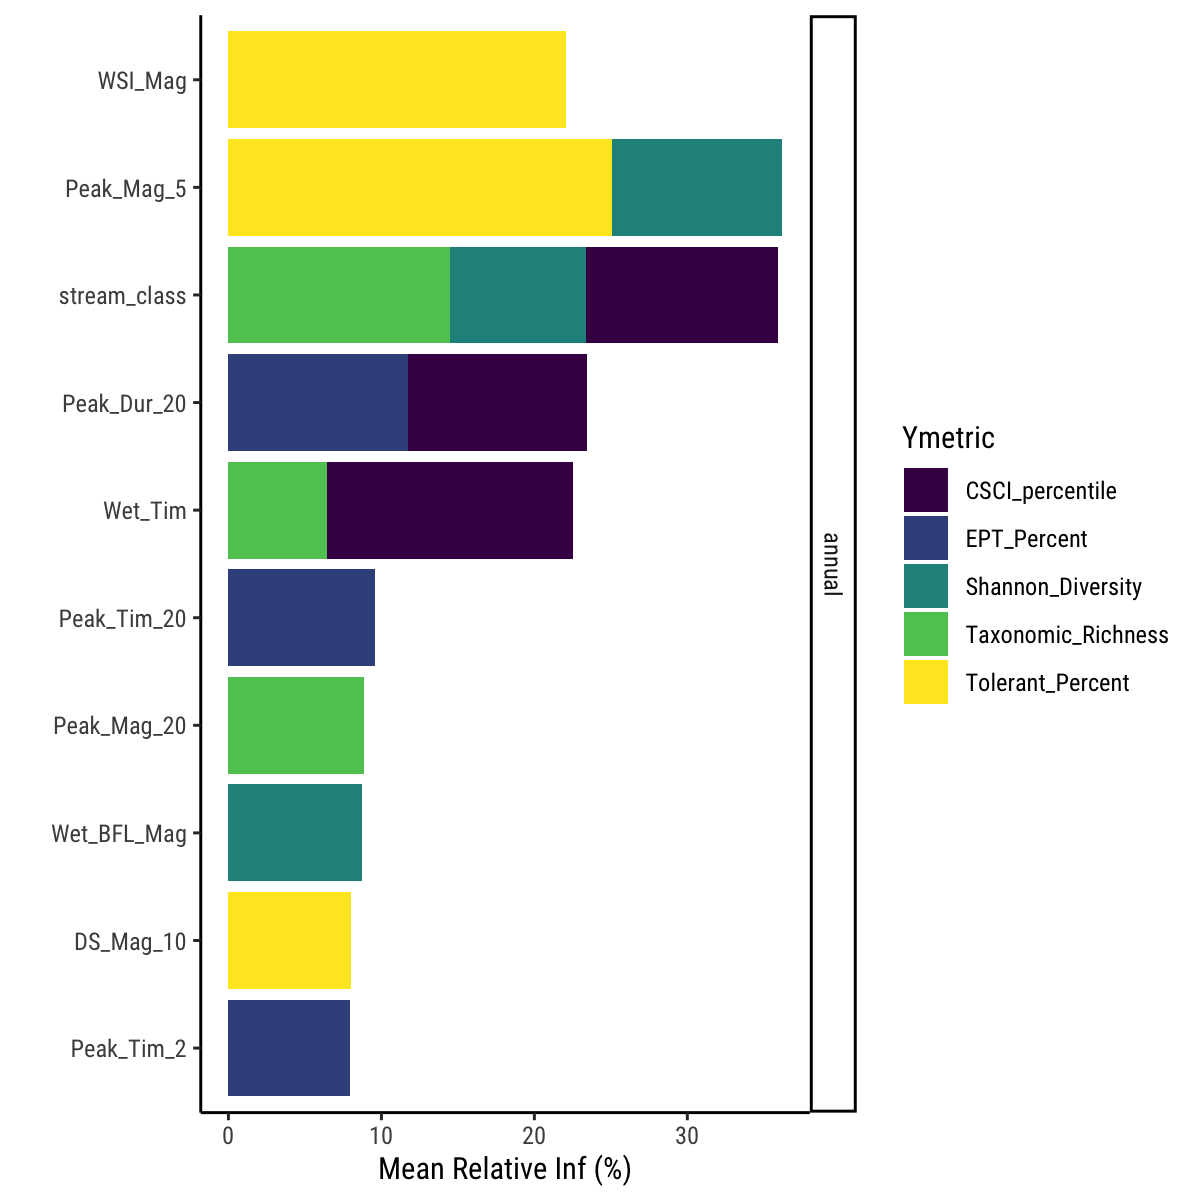 WSI_Mag
Peak_Mag_5
stream_class
Peak_Dur_20
Wet_Tim
Peak_Tim_20
Peak_Mag_20
Wet_BFL_Mag
DS_Mag_10
Peak_Tim_2
0 10 20 30
Mean Relative Inf (%)
annual
Ymetric
CSCI_percentile
EPT_Percent
Shannon_Diversity
Taxonomic_Richness
Tolerant_Percent